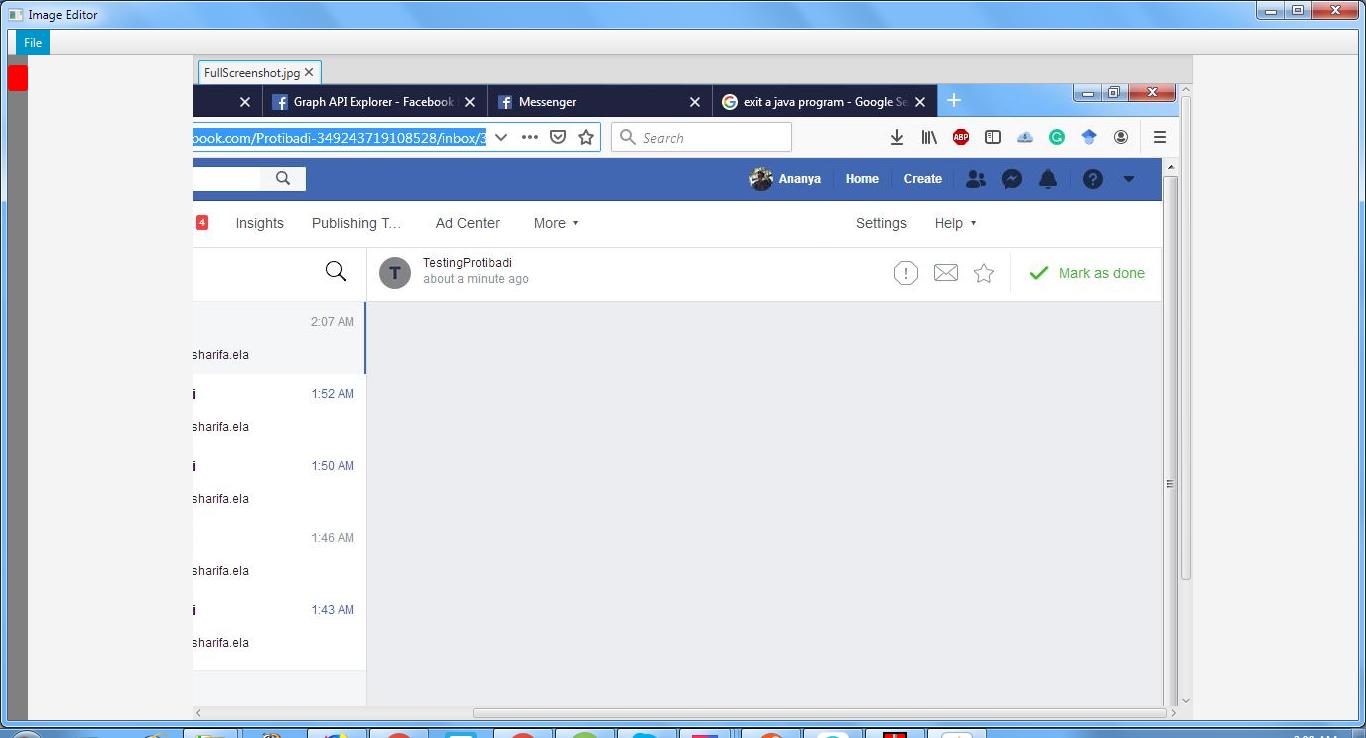 Image Editor
File
FullScreenshot.jpg
Graph API Explorer - Facebook
Messenger
exit a java program - Google Se
book.com/Protibadi-349243719108528/inbox/3
Search
ABP
Ananya
Home
Create
4
Insights
Publishing T...
Ad Center
More
Settings
Help
T
TestingProtibadi
about a minute ago
Mark as done
2:07 AM
sharifa.ela
i
1:52 AM
sharifa.ela
i
1:50 AM
sharifa.ela
1:46 AM
sharifa.ela
i
1:43 AM
sharifa.ela